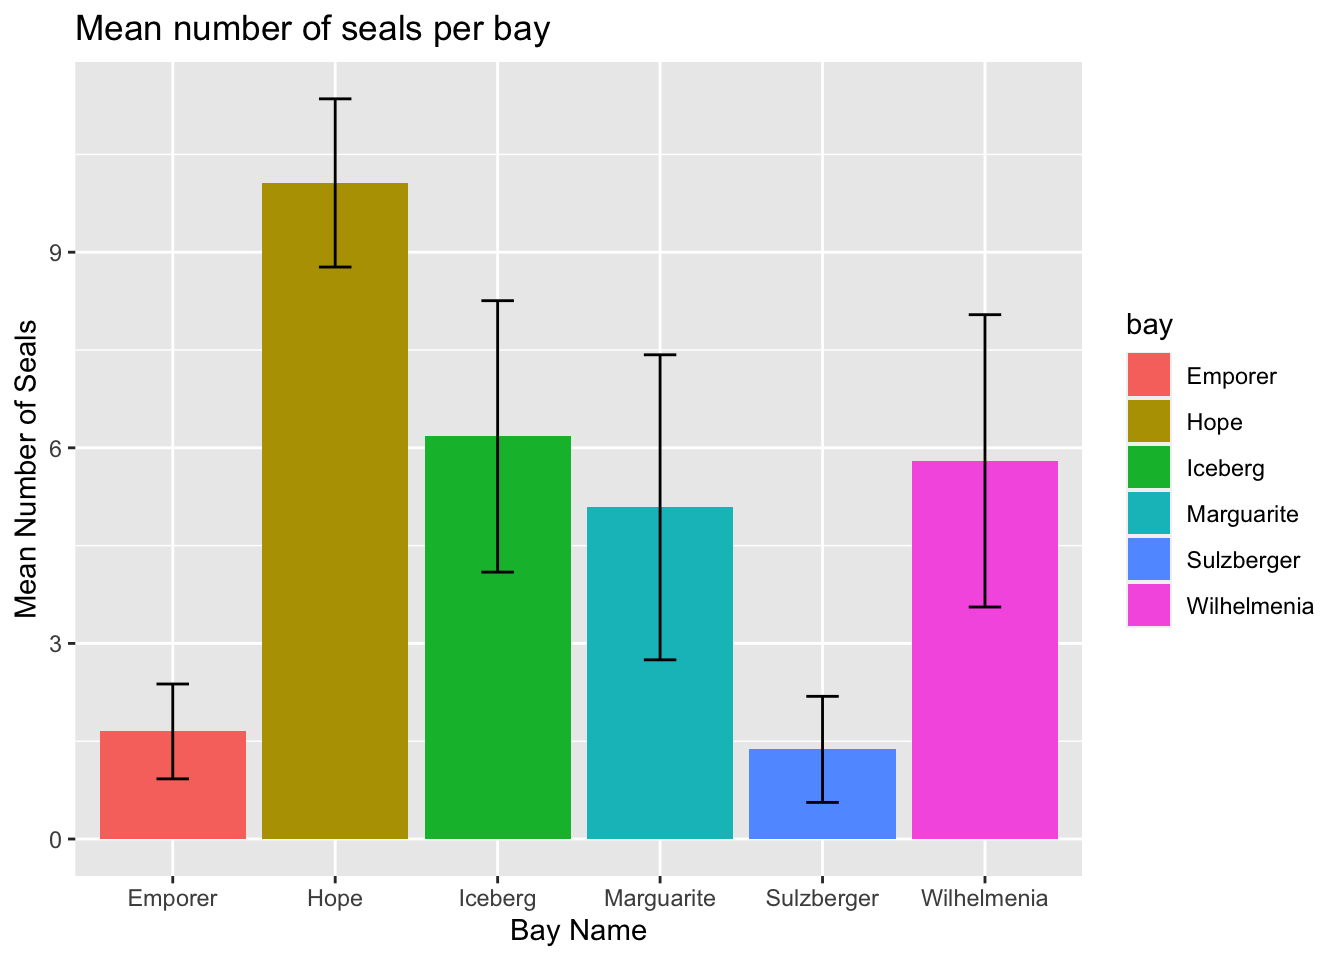 Mean number of seals per bay
Mean Number of Seals
9
6
3
0
Emporer Hope Iceberg Marguarite Sulzberger Wilhelmenia
Bay Name
bay
Emporer
Hope
Iceberg
Marguarite
Sulzberger
Wilhelmenia